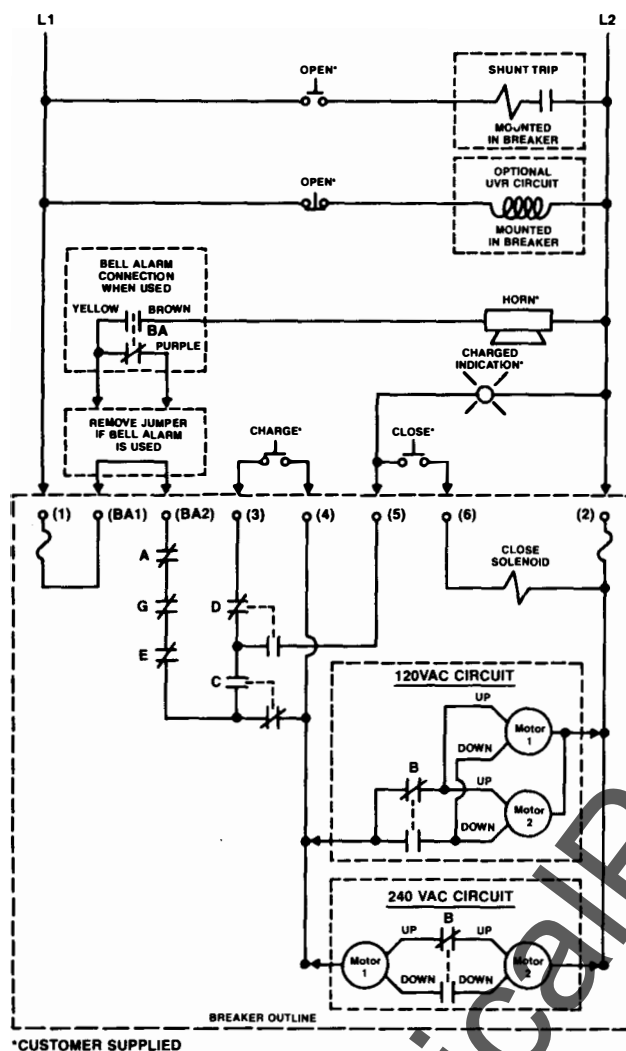 L1
L2
OPEN*
SHUNT TRIP
MOUNTED
IN BREAKER
OPEN*
OPTIONAL
UVR CIRCUIT
MOUNTED
IN BREAKER
BELL ALARM
CONNECTION
WHEN USED
YELLOW
BROWN
BA
PURPLE
HORN*
CHARGED
INDICATION*
REMOVE JUMPER
IF BELL ALARM
IS USED
CHARGE*
CLOSE*
(1)
(BA1)
(BA2)
(3)
(4)
(5)
(6)
(2)
CLOSE
SOLENOID
A
G
D
E
C
120VAC CIRCUIT
UP
Motor
1
DOWN
B
UP
Motor
2
DOWN
240 VAC CIRCUIT
B
UP
UP
Motor
1
Motor
2
DOWN
DOWN
BREAKER OUTLINE
*CUSTOMER SUPPLIED